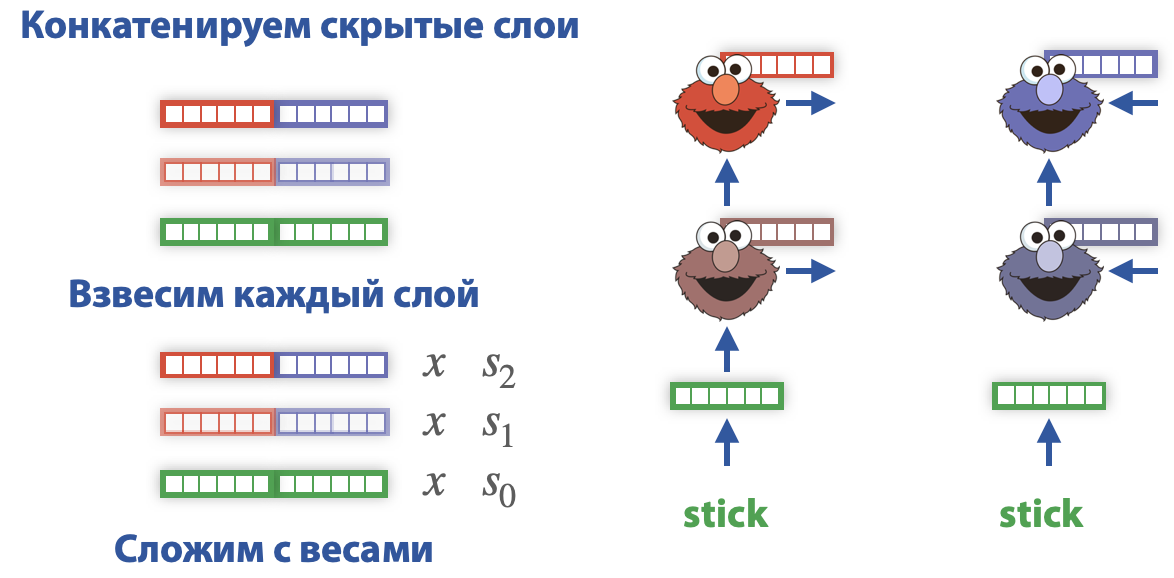 Конкатенируем скрытые слои
Взвесим каждый слой
x s₂
x s₁
x s₀
Сложим с весами
stick
stick